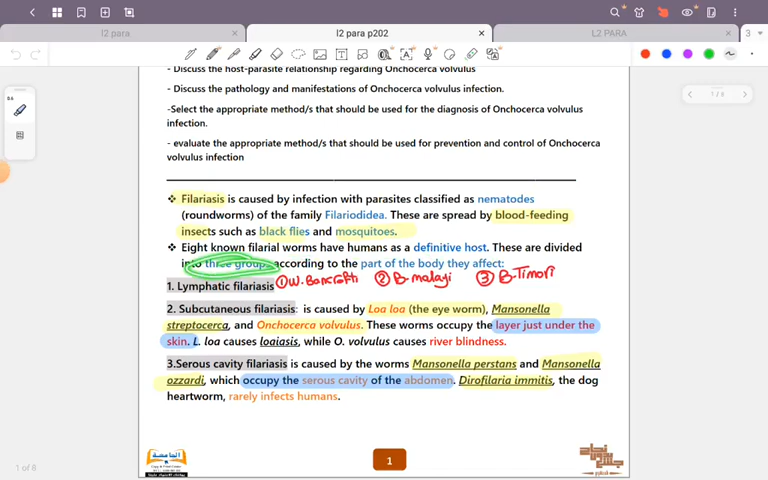 l2 para
l2 para p202
L2 PARA
3
0.6
1/8
- Discuss the host-parasite relationship regarding Onchocerca volvulus
- Discuss the pathology and manifestations of Onchocerca volvulus infection.
-Select the appropriate method/s that should be used for the diagnosis of Onchocerca volvulus
infection.
- evaluate the appropriate method/s that should be used for prevention and control of Onchocerca
volvulus infection
Filariasis is caused by infection with parasites classified as nematodes
(roundworms) of the family Filariodidea. These are spread by blood-feeding
insects such as black flies and mosquitoes.
Eight known filarial worms have humans as a definitive host. These are divided
into three groups according to the part of the body they affect:
1. Lymphatic filariasis ① W. Bancrofti ② B-malayi ③ B-Timori
2. Subcutaneous filariasis: is caused by Loa loa (the eye worm), Mansonella
streptocerca, and Onchocerca volvulus. These worms occupy the layer just under the
skin. L. loa causes loaiasis, while O. volvulus causes river blindness.
3.Serous cavity filariasis is caused by the worms Mansonella perstans and Mansonella
ozzardi, which occupy the serous cavity of the abdomen. Dirofilaria immitis, the dog
heartworm, rarely infects humans.
الجامعة
1
1 of 8